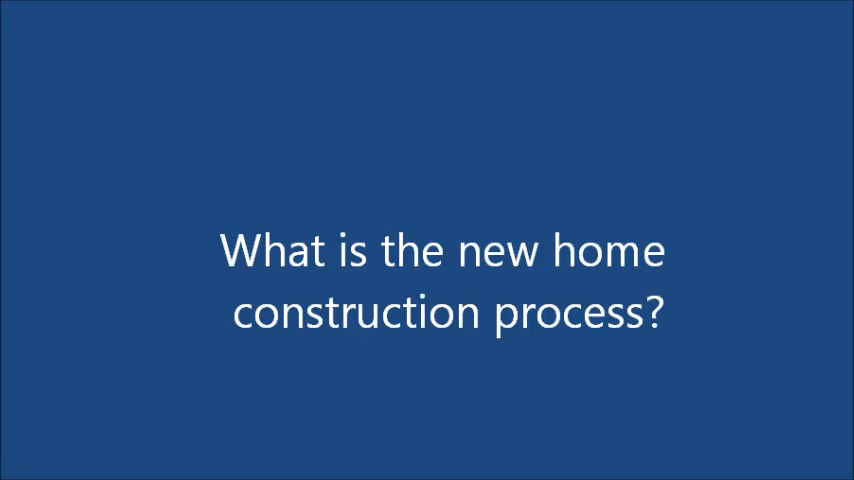 What is the new home
construction process?